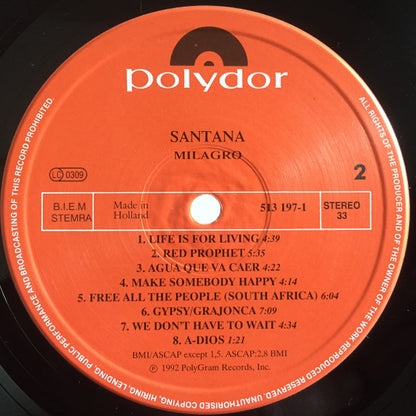 polydor
SANTANA
MILAGRO
2
LC 0309
B.I.E.M
STEMRA
Made in
Holland
513 197-1
STEREO
33
1. LIFE IS FOR LIVING 4:39
2. RED PROPHET 5:35
3. AGUA QUE VA CAER 4:22
4. MAKE SOMEBODY HAPPY 4:14
5. FREE ALL THE PEOPLE (SOUTH AFRICA) 6:04
6. GYPSY/GRAJONCA 7:09
7. WE DON'T HAVE TO WAIT 4:34
8. A-DIOS 1:21
BMI/ASCAP except 1,5. ASCAP:2,8 BMI
℗ 1992 PolyGram Records, Inc.
ALL RIGHTS OF THE PRODUCER AND OF THE OWNER OF THE WORK REPRODUCED RESERVED. UNAUTHORISED COPYING, HIRING, LENDING, PUBLIC PERFORMANCE AND BROADCASTING OF THIS RECORD PROHIBITED.